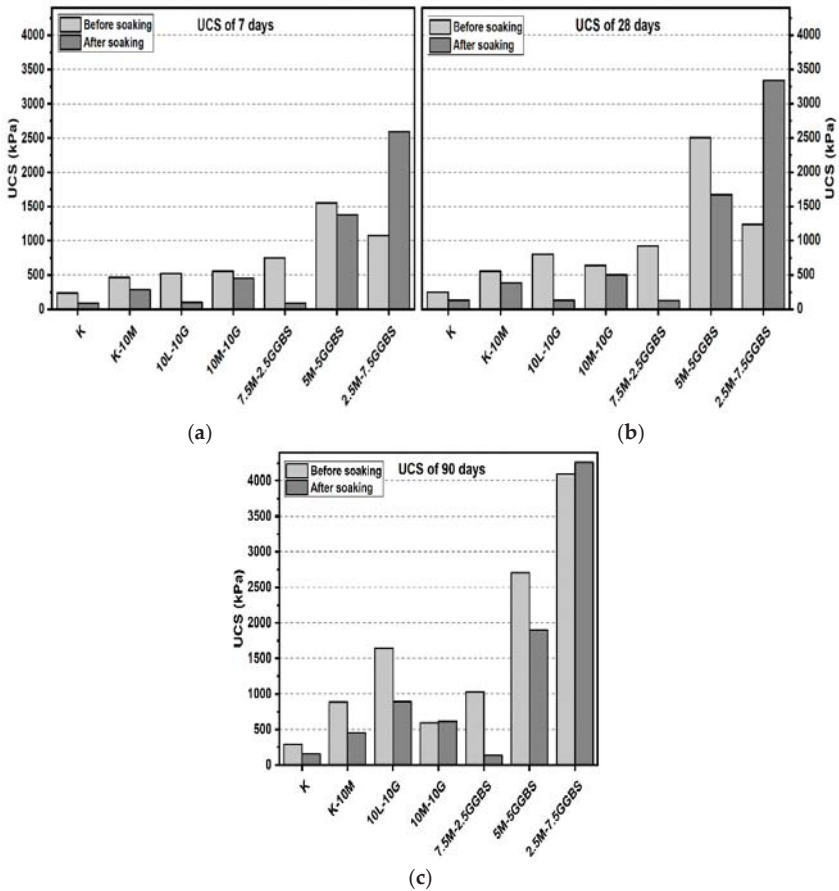 UCS of 7 days
Before soaking
After soaking
UCS (kPa)
4000
3500
3000
2500
2000
1500
1000
500
0
K
K-10M
10L-10G
10M-10G
7.5M-2.5GGBS
5M-5GGBS
2.5M-7.5GGBS
(a)
UCS of 28 days
Before soaking
After soaking
UCS (kPa)
4000
3500
3000
2500
2000
1500
1000
500
0
K
K-10M
10L-10G
10M-10G
7.5M-2.5GGBS
5M-5GGBS
2.5M-7.5GGBS
(b)
UCS of 90 days
Before soaking
After soaking
UCS (kPa)
4000
3500
3000
2500
2000
1500
1000
500
0
K
K-10M
10L-10G
10M-10G
7.5M-2.5GGBS
5M-5GGBS
2.5M-7.5GGBS
(c)